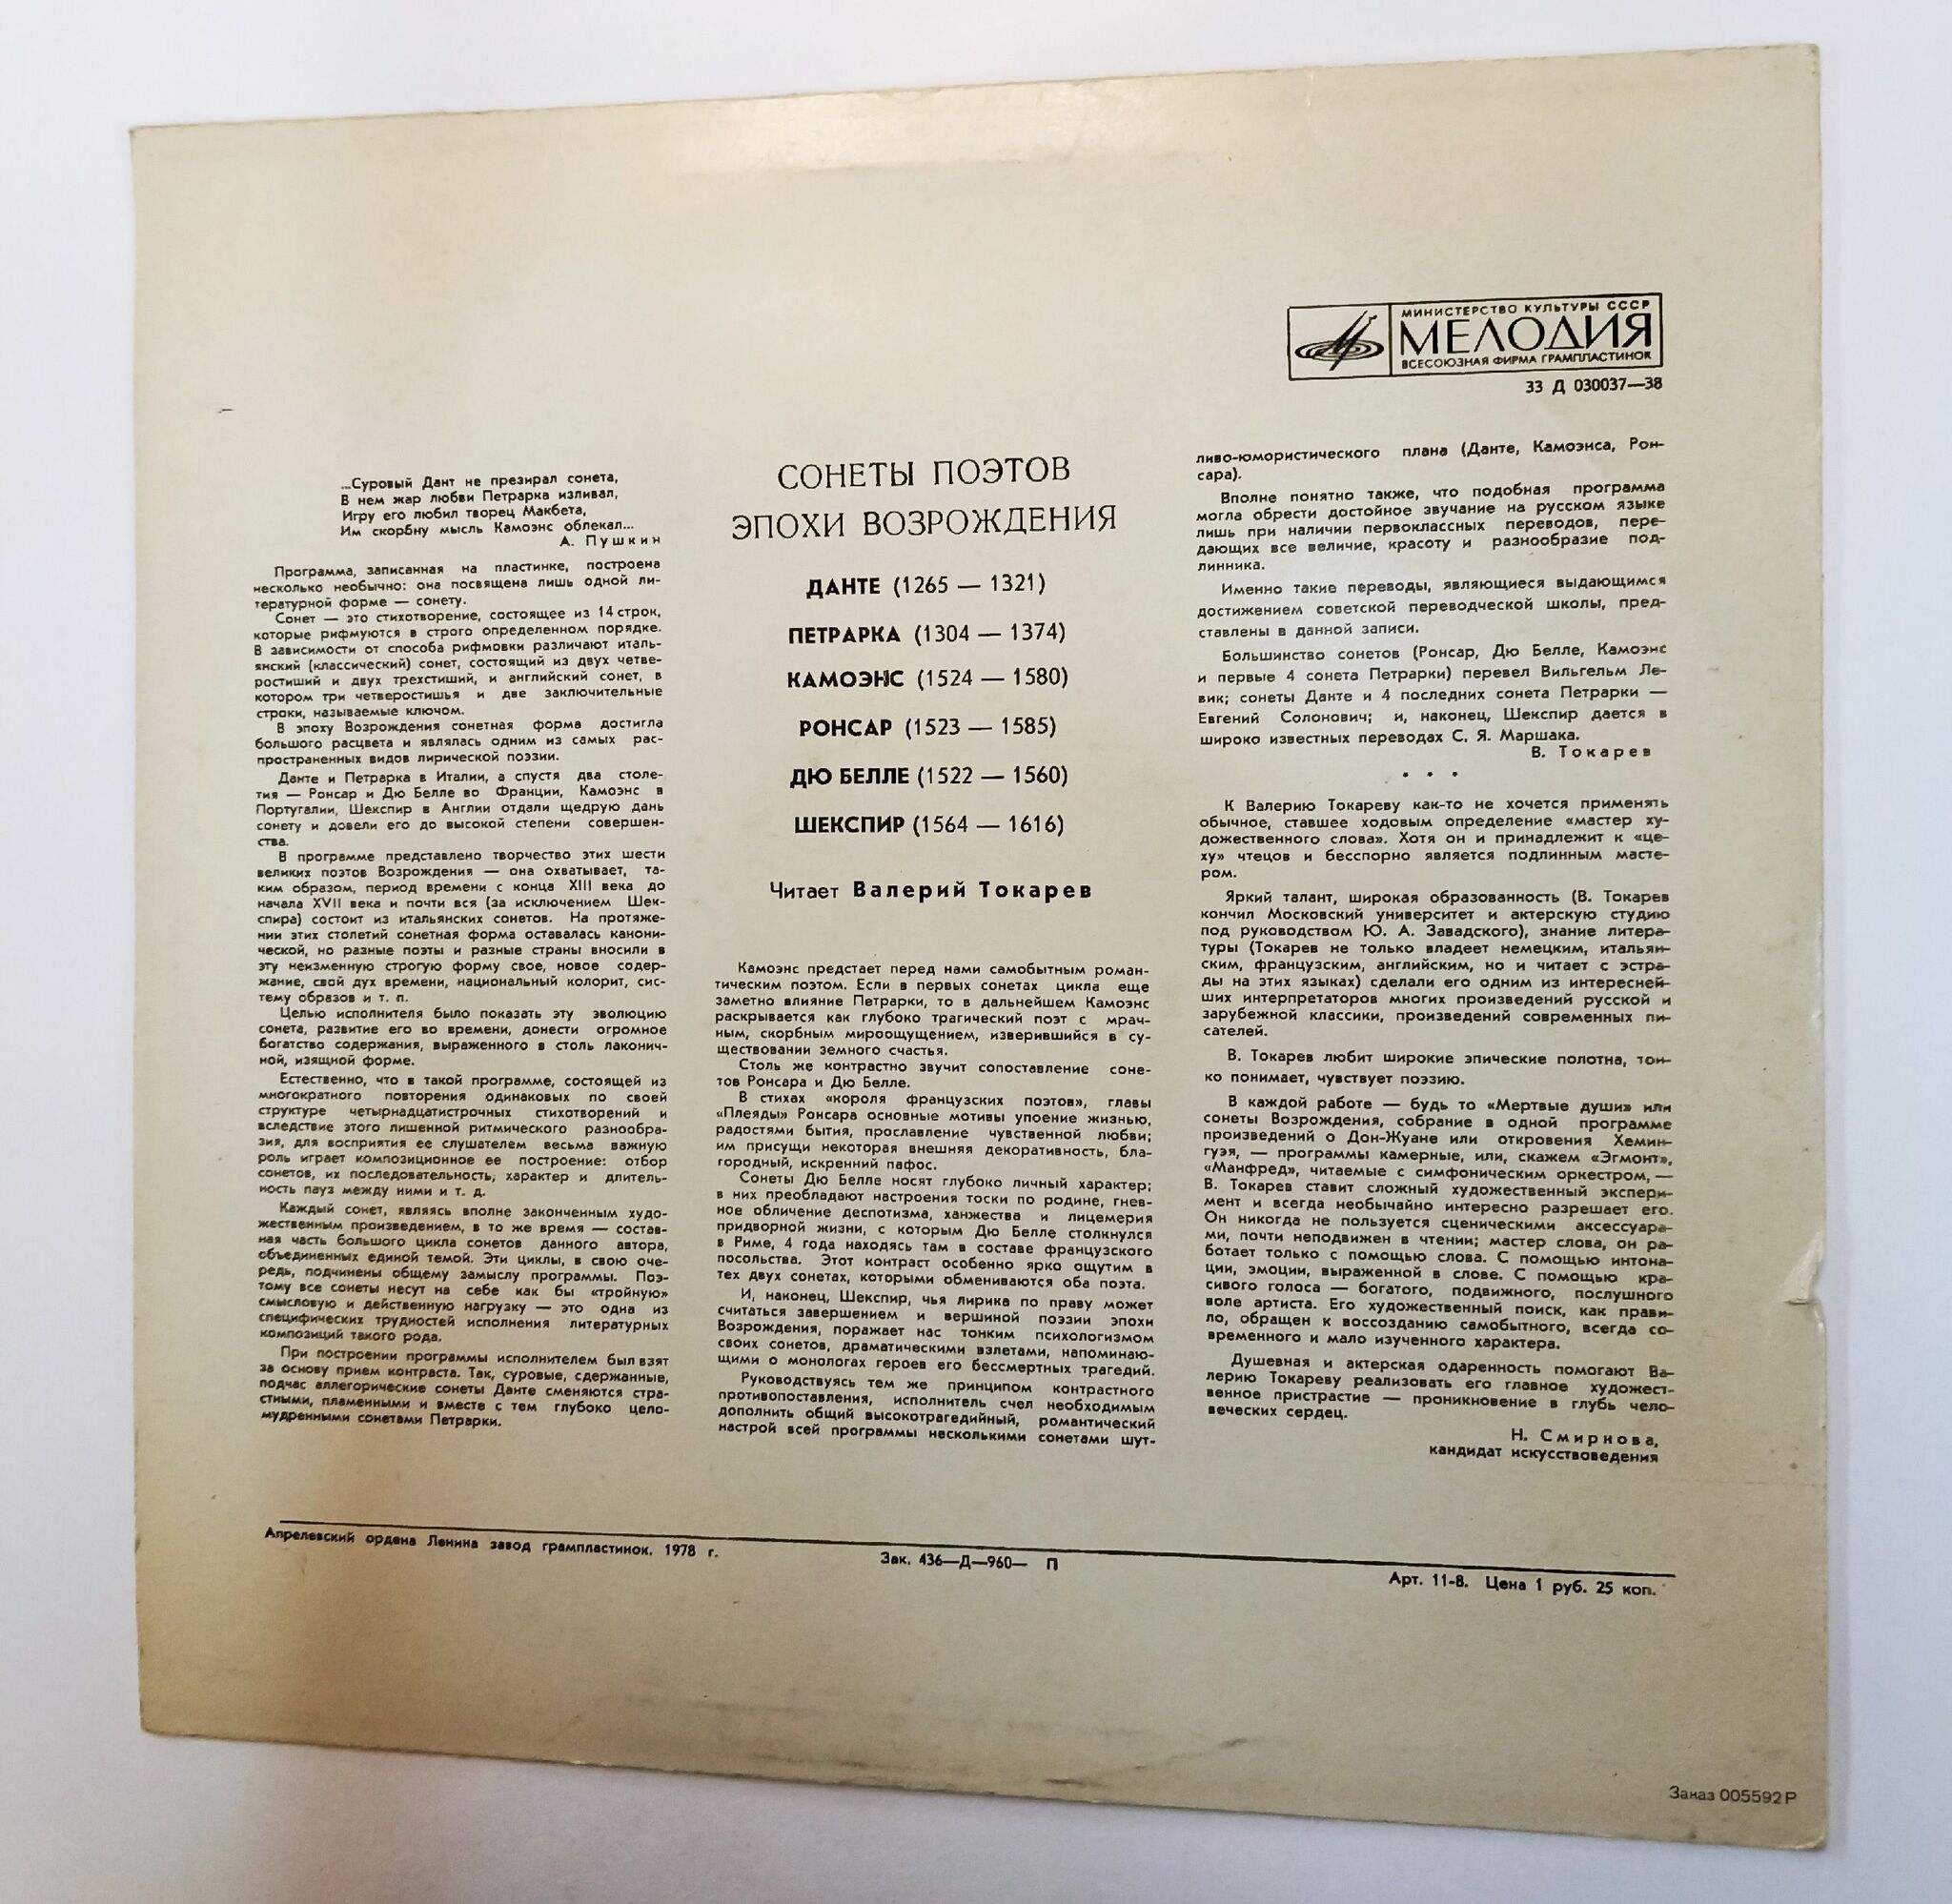 МИНИСТЕРСТВО КУЛЬТУРЫ СССР
МЕЛОДИЯ
ВСЕСОЮЗНАЯ ФИРМА ГРАМПЛАСТИНОК
33 Д 030037—38
...Суровый Дант не презирал сонета,
В нем жар любви Петрарка изливал,
Игру его любил творец Макбета,
Им скорбну мысль Камоэнс облекал...
А. Пушкин
Программа, записанная на пластинке, построена
несколько необычно: она посвящена лишь одной ли-
тературной форме — сонету.
Сонет — это стихотворение, состоящее из 14 строк,
которые рифмуются в строго определенном порядке.
В зависимости от способа рифмовки различают италь-
янский (классический) сонет, состоящий из двух четве-
ростиший и двух трехстиший, и английский сонет, в
котором три четверостишья и две заключительные
строки, называемые ключом.
В эпоху Возрождения сонетная форма достигла
большого расцвета и являлась одним из самых рас-
пространенных видов лирической поэзии.
Данте и Петрарка в Италии, а спустя два столе-
тия — Ронсар и Дю Белле во Франции, Камоэнс в
Португалии, Шекспир в Англии отдали щедрую дань
сонету и довели его до высокой степени совершен-
ства.
В программе представлено творчество этих шести
великих поэтов Возрождения — она охватывает, та-
ким образом, период времени с конца XIII века до
начала XVII века и почти вся (за исключением Шек-
спира) состоит из итальянских сонетов. На протяже-
нии этих столетий сонетная форма оставалась канони-
ческой, но разные поэты и разные страны вносили в
эту неизменную строгую форму свое, новое содер-
жание, свой дух времени, национальный колорит, сис-
тему образов и т. п.
Целью исполнителя было показать эту эволюцию
сонета, развитие его во времени, донести огромное
богатство содержания, выраженного в столь лаконич-
ной, изящной форме.
Естественно, что в такой программе, состоящей из
многократного повторения одинаковых по своей
структуре четырнадцатистрочных стихотворений и
вследствие этого лишенной ритмического разнообра-
зия, для восприятия ее слушателем весьма важную
роль играет композиционное ее построение: отбор
сонетов, их последовательность, характер и длитель-
ность пауз между ними и т. д.
Каждый сонет, являясь вполне законченным худо-
жественным произведением, в то же время — состав-
ная часть большого цикла сонетов данного автора,
объединенных единой темой. Эти циклы, в свою оче-
редь, подчинены общему замыслу программы. Поэ-
тому все сонеты несут на себе как бы «тройную»
смысловую и действенную нагрузку — это одна из
специфических трудностей исполнения литературных
композиций такого рода.
При построении программы исполнителем был взят
за основу прием контраста. Так, суровые, сдержанные,
подчас аллегорические сонеты Данте сменяются стра-
стными, пламенными и вместе с тем глубоко цело-
мудренными сонетами Петрарки.
СОНЕТЫ ПОЭТОВ
ЭПОХИ ВОЗРОЖДЕНИЯ
ДАНТЕ (1265 — 1321)
ПЕТРАРКА (1304 — 1374)
КАМОЭНС (1524 — 1580)
РОНСАР (1523 — 1585)
ДЮ БЕЛЛЕ (1522 — 1560)
ШЕКСПИР (1564 — 1616)
Читает Валерий Токарев
Камоэнс предстает перед нами самобытным роман-
тическим поэтом. Если в первых сонетах цикла еще
заметно влияние Петрарки, то в дальнейшем Камоэнс
раскрывается как глубоко трагический поэт с мрач-
ным, скорбным мироощущением, изверившийся в су-
ществовании земного счастья.
Столь же контрастно звучит сопоставление соне-
тов Ронсара и Дю Белле.
В стихах «короля французских поэтов», главы
«Плеяды» Ронсара основные мотивы упоение жизнью,
радостями бытия, прославление чувственной любви;
им присущи некоторая внешняя декоративность, бла-
городный, искренний пафос.
Сонеты Дю Белле носят глубоко личный характер;
в них преобладают настроения тоски по родине, гнев-
ное обличение деспотизма, ханжества и лицемерия
придворной жизни, с которым Дю Белле столкнулся
в Риме, 4 года находясь там в составе французского
посольства. Этот контраст особенно ярко ощутим в
тех двух сонетах, которыми обмениваются оба поэта.
И, наконец, Шекспир, чья лирика по праву может
считаться завершением и вершиной поэзии эпохи
Возрождения, поражает нас тонким психологизмом
своих сонетов, драматическими взлетами, напоминаю-
щими о монологах героев его бессмертных трагедий.
Руководствуясь тем же принципом контрастного
противопоставления, исполнитель счел необходимым
дополнить общий высокотрагедийный, романтический
настрой всей программы несколькими сонетами шут-
ливо-юмористического плана (Данте, Камоэнса, Рон-
сара).
Вполне понятно также, что подобная программа
могла обрести достойное звучание на русском языке
лишь при наличии первоклассных переводов, пере-
дающих все величие, красоту и разнообразие под-
линника.
Именно такие переводы, являющиеся выдающимся
достижением советской переводческой школы, пред-
ставлены в данной записи.
Большинство сонетов (Ронсар, Дю Белле, Камоэнс
и первые 4 сонета Петрарки) перевел Вильгельм Ле-
вик; сонеты Данте и 4 последних сонета Петрарки —
Евгений Солонович; и, наконец, Шекспир дается в
широко известных переводах С. Я. Маршака.
В. Токарев
• • •
К Валерию Токареву как-то не хочется применять
обычное, ставшее ходовым определение «мастер ху-
дожественного слова». Хотя он и принадлежит к «це-
ху» чтецов и бесспорно является подлинным масте-
ром.
Яркий талант, широкая образованность (В. Токарев
кончил Московский университет и актерскую студию
под руководством Ю. А. Завадского), знание литера-
туры (Токарев не только владеет немецким, итальян-
ским, французским, английским, но и читает с эстра-
ды на этих языках) сделали его одним из интересней-
ших интерпретаторов многих произведений русской и
зарубежной классики, произведений современных пи-
сателей.
В. Токарев любит широкие эпические полотна, тон-
ко понимает, чувствует поэзию.
В каждой работе — будь то «Мертвые души» или
сонеты Возрождения, собрание в одной программе
произведений о Дон-Жуане или откровения Хемин-
гуэя, — программы камерные, или, скажем «Эгмонт»,
«Манфред», читаемые с симфоническим оркестром, —
В. Токарев ставит сложный художественный экспери-
мент и всегда необычайно интересно разрешает его.
Он никогда не пользуется сценическими аксессуара-
ми, почти неподвижен в чтении; мастер слова, он ра-
ботает только с помощью слова. С помощью интона-
ции, эмоции, выраженной в слове. С помощью кра-
сивого голоса — богатого, подвижного, послушного
воле артиста. Его художественный поиск, как прави-
ло, обращен к воссозданию самобытного, всегда со-
временного и мало изученного характера.
Душевная и актерская одаренность помогают Ва-
лерию Токареву реализовать его главное художест-
венное пристрастие — проникновение в глубь чело-
веческих сердец.
Н. Смирнова,
кандидат искусствоведения
Апрелевский ордена Ленина завод грампластинок. 1978 г.
Зак. 436—Д—960— П
Арт. 11-8. Цена 1 руб. 25 коп.
Заказ 005592 Р